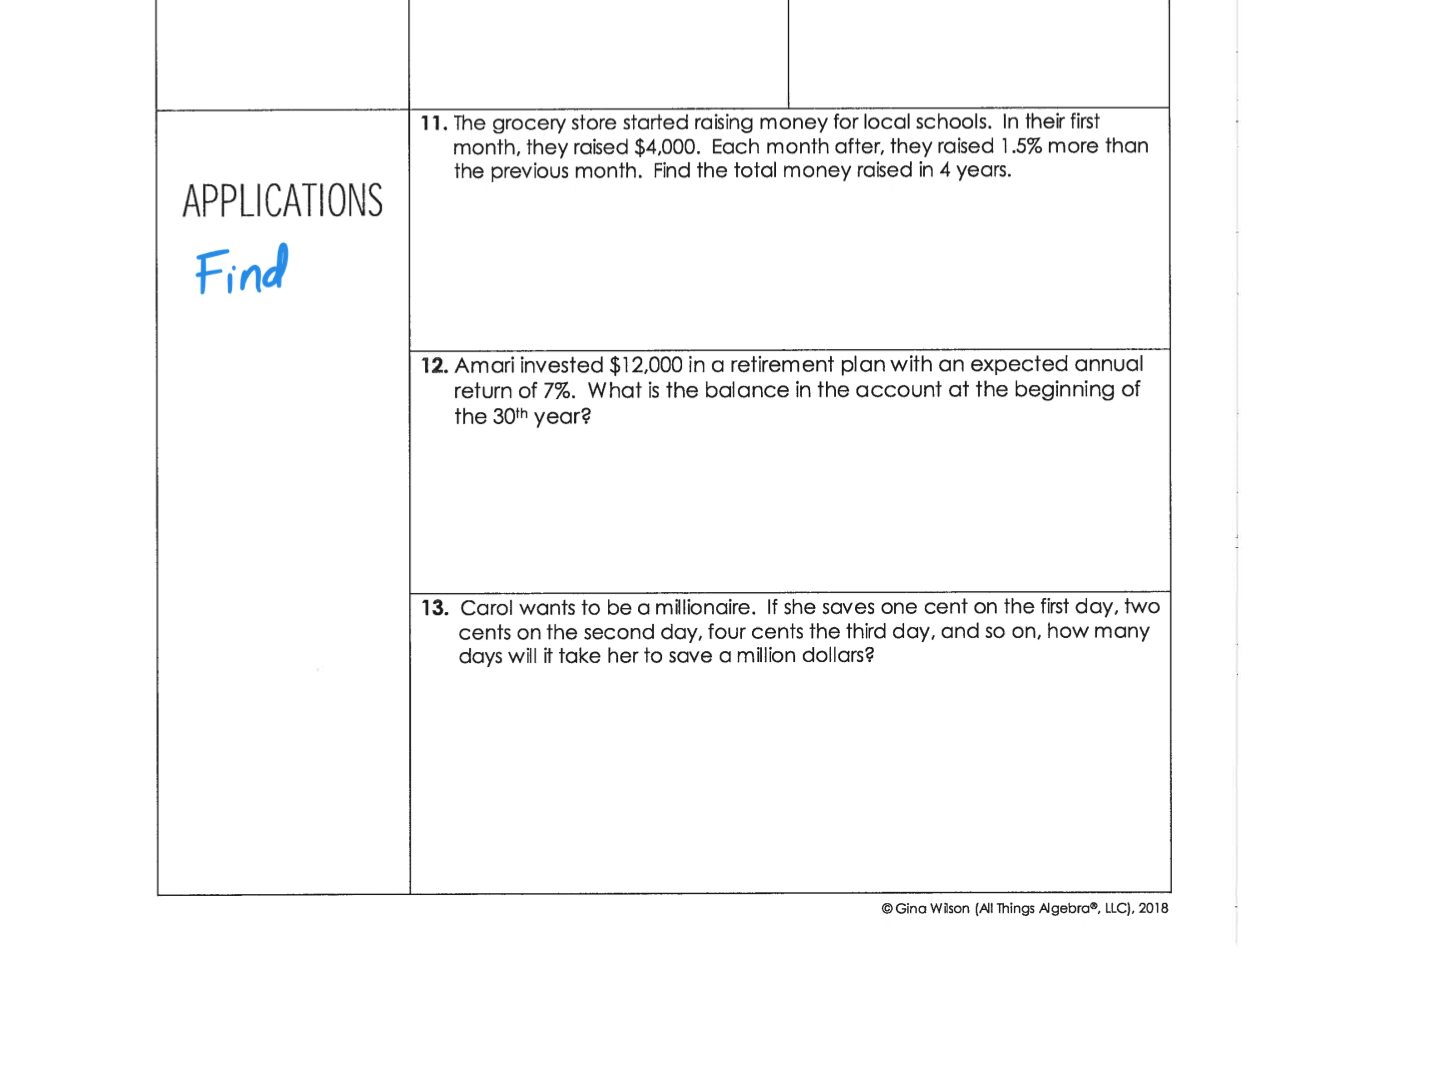 11. The grocery store started raising money for local schools. In their first
month, they raised $4,000. Each month after, they raised 1.5% more than
the previous month. Find the total money raised in 4 years.
APPLICATIONS
Find
12. Amari invested $12,000 in a retirement plan with an expected annual
return of 7%. What is the balance in the account at the beginning of
the 30th year?
13. Carol wants to be a millionaire. If she saves one cent on the first day, two
cents on the second day, four cents the third day, and so on, how many
days will it take her to save a million dollars?
© Gina Wilson (All Things Algebra®, LLC), 2018